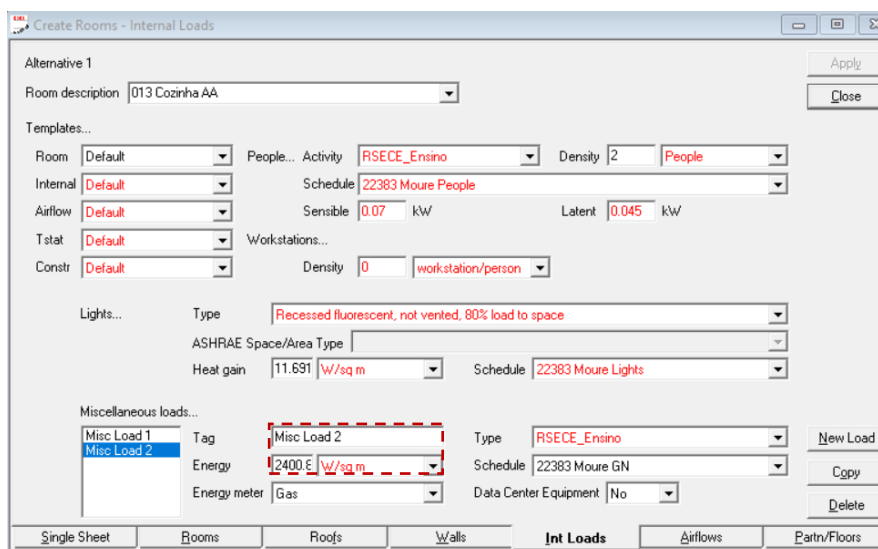 Create Rooms - Internal Loads
Alternative 1
Apply
Room description 013 Cozinha AA
Close
Templates...
Room Default People... Activity RSECE_Ensino Density 2 People
Internal Default Schedule 22383 Moure People
Airflow Default Sensible 0.07 kW Latent 0.045 kW
Tstat Default Workstations...
Constr Default Density 0 workstation/person
Lights... Type Recessed fluorescent, not vented, 80% load to space
ASHRAE Space/Area Type
Heat gain 11.691 W/sq m Schedule 22383 Moure Lights
Miscellaneous loads...
Misc Load 1 Tag Misc Load 2 Type RSECE_Ensino New Load
Misc Load 2
Energy 2400.8 W/sq m Schedule 22383 Moure GN Copy
Energy meter Gas Data Center Equipment No Delete
Single Sheet Rooms Roofs Walls Int Loads Airflows Partn/Floors